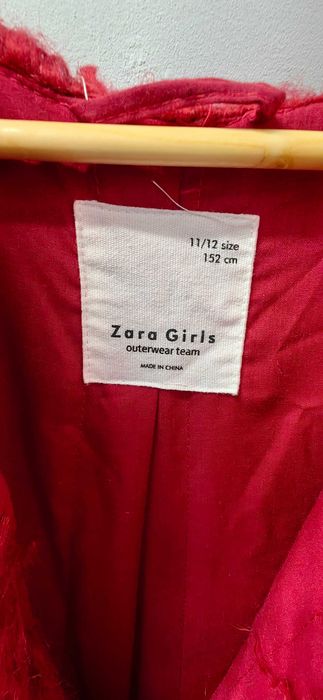 11/12 size
152 cm
Zara Girls
outerwear team
MADE IN CHINA